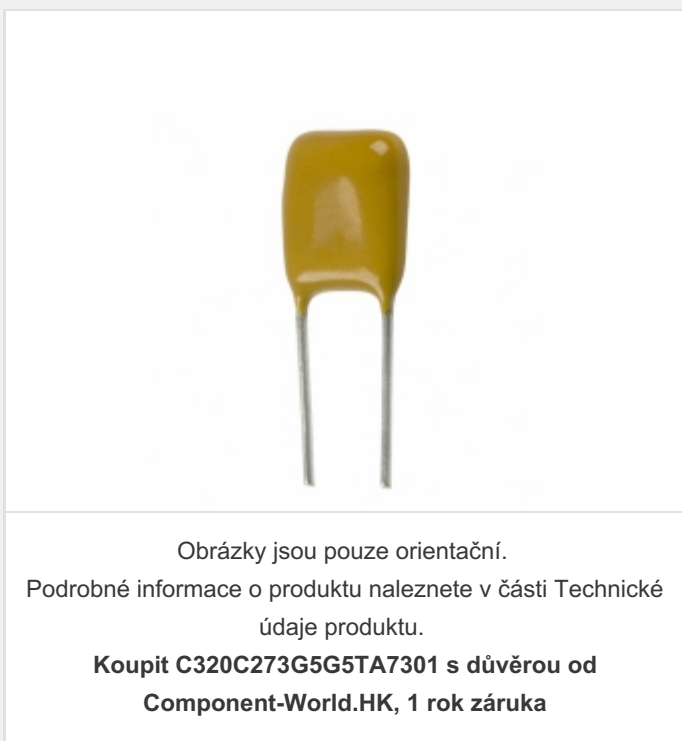 Obrázky jsou pouze orientační.
Podrobné informace o produktu naleznete v části Technické
údaje produktu.
Koupit C320C273G5G5TA7301 s důvěrou od
Component-World.HK, 1 rok záruka